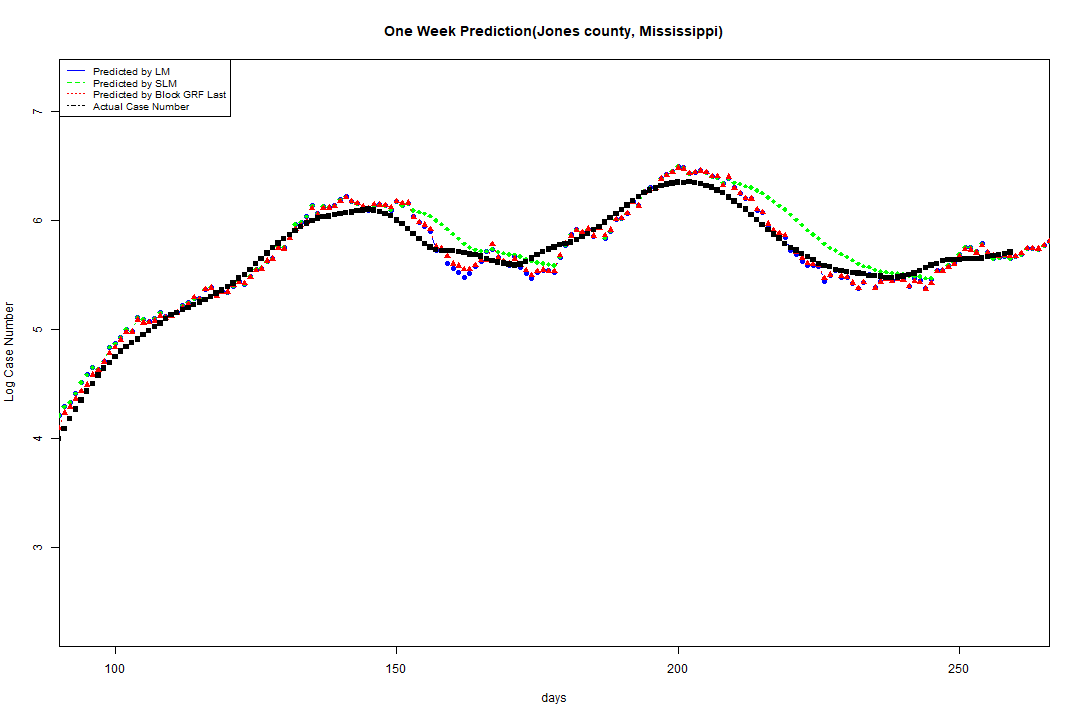 One Week Prediction(Jones county, Mississippi)
Predicted by LM
Predicted by SLM
Predicted by Block GRF Last
Actual Case Number
7
6
5
4
3
Log Case Number
100 150 200 250
days